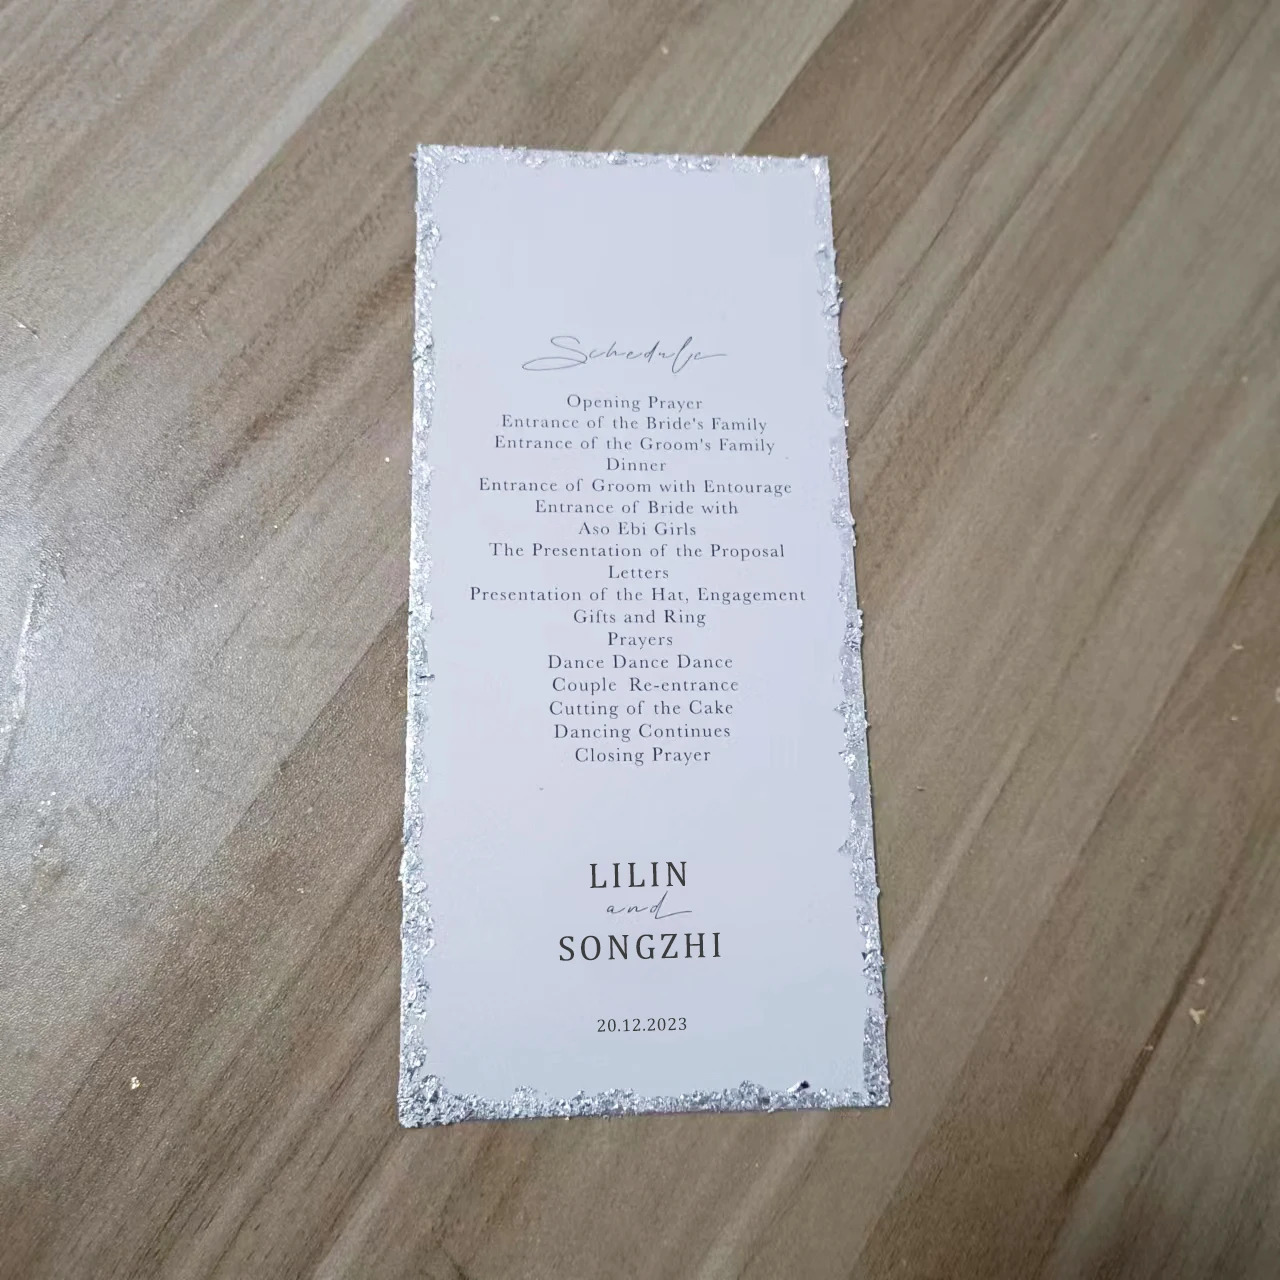 Schedule
Opening Prayer
Entrance of the Bride's Family
Entrance of the Groom's Family
Dinner
Entrance of Groom with Entourage
Entrance of Bride with
Aso Ebi Girls
The Presentation of the Proposal
Letters
Presentation of the Hat, Engagement
Gifts and Ring
Prayers
Dance Dance Dance
Couple Re-entrance
Cutting of the Cake
Dancing Continues
Closing Prayer
LILIN
and
SONGZHI
20.12.2023